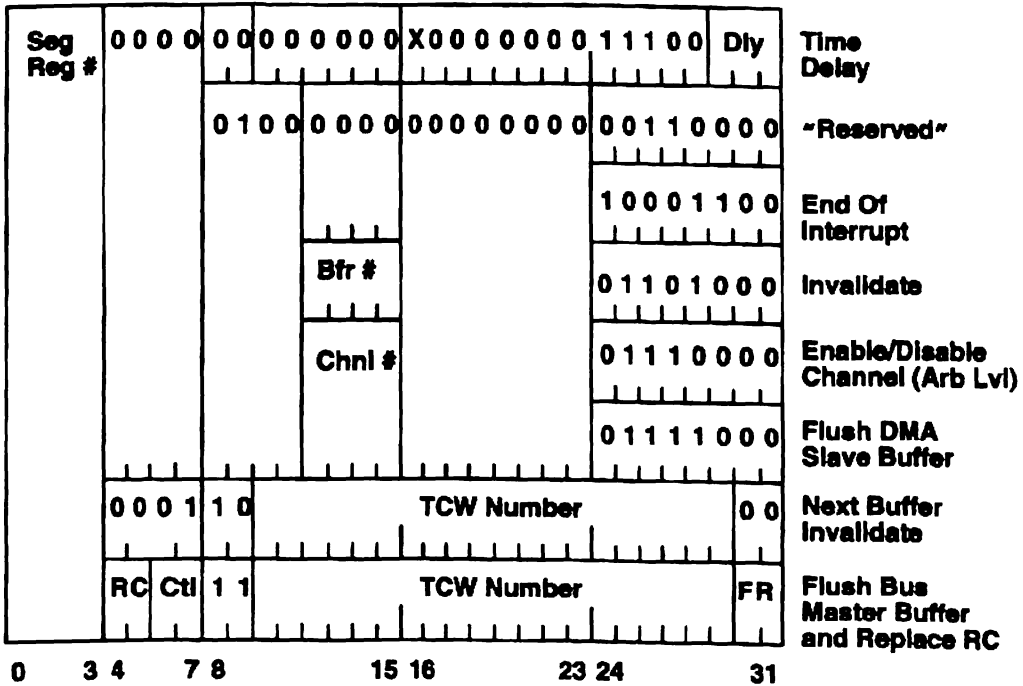 Seg Reg # 0 0 0 0 0 0 0 0 0 0 0 0 X 0 0 0 0 0 0 0 1 1 1 0 0 Dly Time Delay
0 1 0 0 0 0 0 0 0 0 0 0 0 0 0 0 0 0 1 1 0 0 0 0 "Reserved"
1 0 0 0 1 1 0 0 End Of Interrupt
Bfr # 0 1 1 0 1 0 0 0 Invalidate
Chnl # 0 1 1 1 0 0 0 0 Enable/Disable Channel (Arb Lvl)
0 1 1 1 1 0 0 0 Flush DMA Slave Buffer
0 0 0 1 1 0 TCW Number 0 0 Next Buffer Invalidate
RC Ctl 1 1 TCW Number FR Flush Bus Master Buffer and Replace RC
0 3 4 7 8 15 16 23 24 31